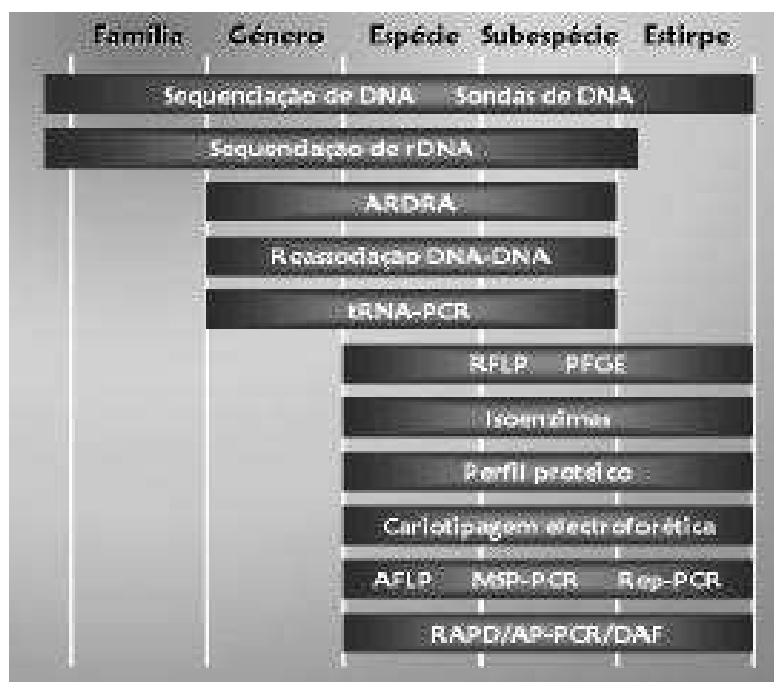 Família Género Espécie Subespécie Estirpe
Sequenciação de DNA Sondas de DNA
Sequenciação de rDNA
ARDRA
Reassociação DNA-DNA
tRNA-PCR
RFLP PFGE
Isoenzimas
Perfil proteico
Cariotipagem electroforética
AFLP MSP-PCR Rep-PCR
RAPD/AP-PCR/DAF